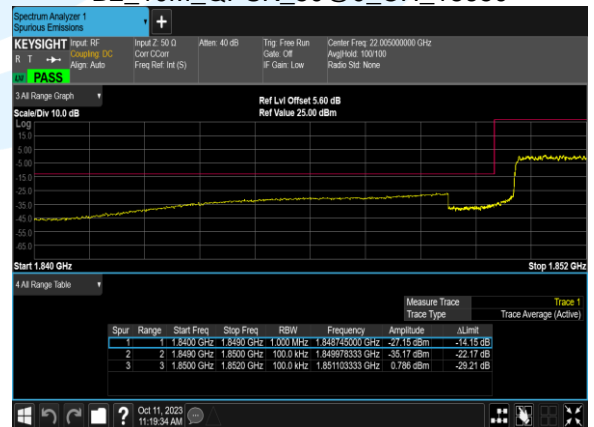 Spectrum Analyzer 1
Spurious Emissions
KEYSIGHT Input: RF Input Z: 50 Ω Atten: 40 dB Trig: Free Run Center Freq: 22.005000000 GHz
R T Coupling: DC Corr CCorr Gate: Off Avg|Hold: 100/100
Align: Auto Freq Ref: Int (S) IF Gain: Low Radio Std: None
LV PASS
3 All Range Graph
Ref Lvl Offset 5.60 dB
Scale/Div 10.0 dB Ref Value 25.00 dBm
Log
15.0
5.00
-5.00
-15.0
-25.0
-35.0
-45.0
-55.0
-65.0
Start 1.840 GHz Stop 1.852 GHz
4 All Range Table
Measure Trace Trace 1
Trace Type Trace Average (Active)
Spur Range Start Freq Stop Freq RBW Frequency Amplitude ΔLimit
1 1 1.8400 GHz 1.8490 GHz 1.000 MHz 1.848745000 GHz -27.15 dBm -14.15 dB
2 2 1.8490 GHz 1.8500 GHz 100.0 kHz 1.849978333 GHz -35.17 dBm -22.17 dB
3 3 1.8500 GHz 1.8520 GHz 100.0 kHz 1.851103333 GHz 0.786 dBm -29.21 dB
? Oct 11, 2023
11:19:34 AM